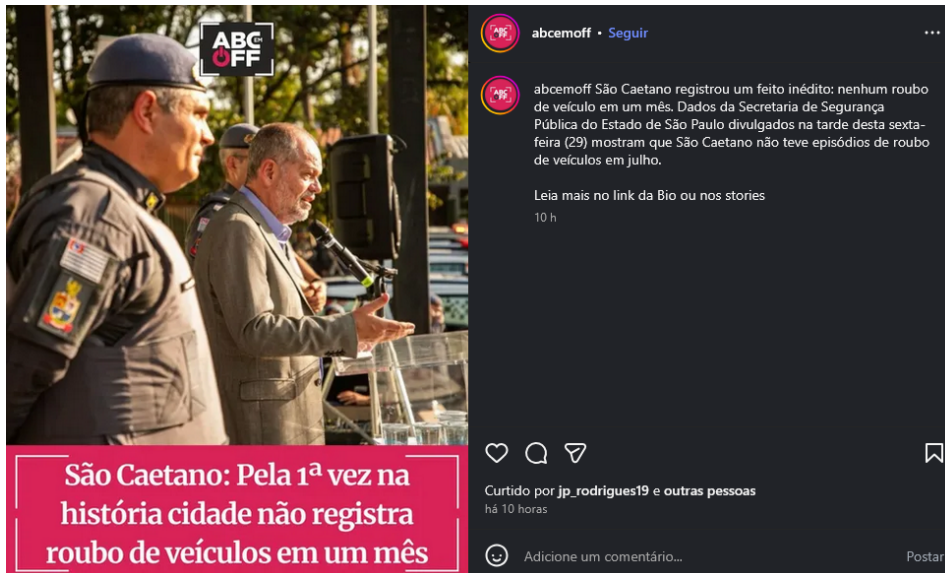 ABC EM
OFF
São Caetano: Pela 1ª vez na
história cidade não registra
roubo de veículos em um mês
abcemoff • Seguir
abcemoff São Caetano registrou um feito inédito: nenhum roubo
de veículo em um mês. Dados da Secretaria de Segurança
Pública do Estado de São Paulo divulgados na tarde desta sexta-
feira (29) mostram que São Caetano não teve episódios de roubo
de veículos em julho.
Leia mais no link da Bio ou nos stories
10 h
Curtido por jp_rodrigues19 e outras pessoas
há 10 horas
Adicione um comentário...
Postar